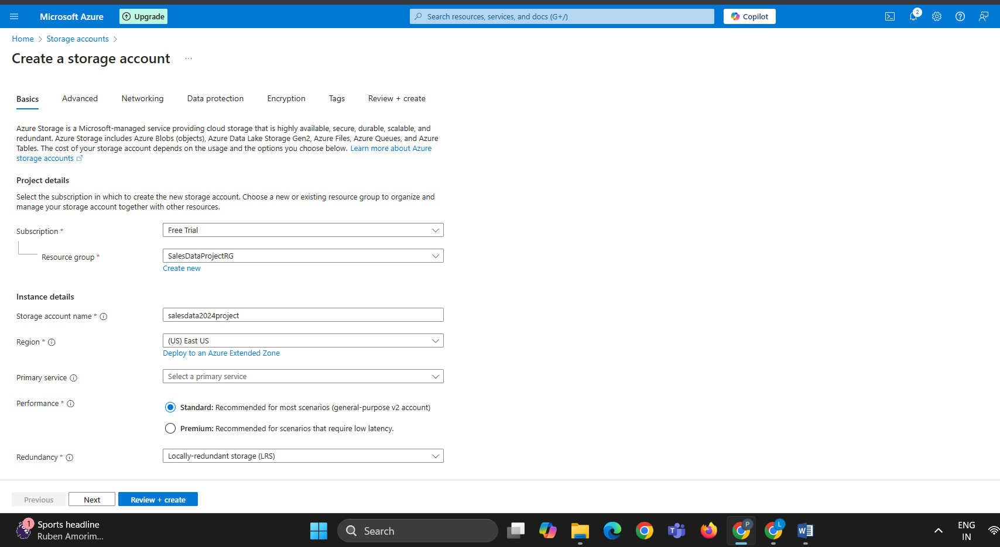 Microsoft Azure
Upgrade
Search resources, services, and docs (G+/)
Copilot
2
Home > Storage accounts >
Create a storage account ...
Basics Advanced Networking Data protection Encryption Tags Review + create
Azure Storage is a Microsoft-managed service providing cloud storage that is highly available, secure, durable, scalable, and
redundant. Azure Storage includes Azure Blobs (objects), Azure Data Lake Storage Gen2, Azure Files, Azure Queues, and Azure
Tables. The cost of your storage account depends on the usage and the options you choose below. Learn more about Azure
storage accounts
Project details
Select the subscription in which to create the new storage account. Choose a new or existing resource group to organize and
manage your storage account together with other resources.
Subscription * Free Trial
Resource group * SalesDataProjectRG
Create new
Instance details
Storage account name * salesdata2024project
Region * (US) East US
Deploy to an Azure Extended Zone
Primary service Select a primary service
Performance * Standard: Recommended for most scenarios (general-purpose v2 account)
Premium: Recommended for scenarios that require low latency.
Redundancy * Locally-redundant storage (LRS)
Previous Next Review + create
1
Sports headline
Ruben Amorim...
Search
T
P
L
W
ENG
IN